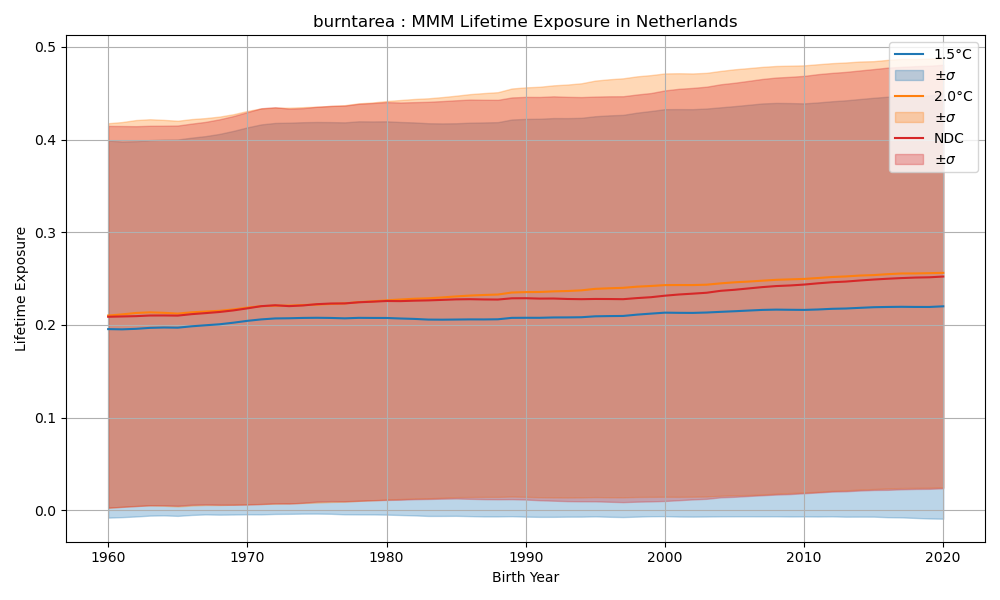 burntarea : MMM Lifetime Exposure in Netherlands
0.5
0.4
0.3
0.2
0.1
0.0
Lifetime Exposure
1960 1970 1980 1990 2000 2010 2020
Birth Year
1.5°C
±σ
2.0°C
±σ
NDC
±σ